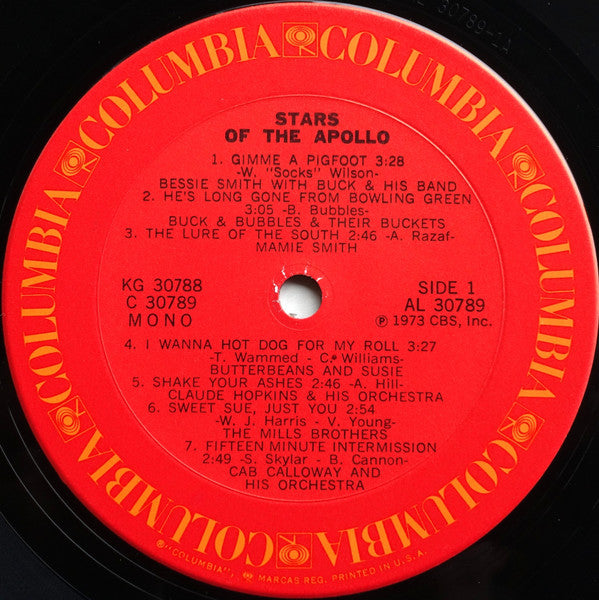 COLUMBIA COLUMBIA COLUMBIA COLUMBIA COLUMBIA COLUMBIA
30789-1A
STARS
OF THE APOLLO
1. GIMME A PIGFOOT 3:28
-W. "Socks" Wilson-
BESSIE SMITH WITH BUCK & HIS BAND
2. HE'S LONG GONE FROM BOWLING GREEN
3:05 -B. Bubbles-
BUCK & BUBBLES & THEIR BUCKETS
3. THE LURE OF THE SOUTH 2:46 -A. Razaf-
MAMIE SMITH
KG 30788
C 30789
MONO
SIDE 1
AL 30789
℗ 1973 CBS, Inc.
4. I WANNA HOT DOG FOR MY ROLL 3:27
-T. Wammed - C. Williams-
BUTTERBEANS AND SUSIE
5. SHAKE YOUR ASHES 2:46 -A. Hill-
CLAUDE HOPKINS & HIS ORCHESTRA
6. SWEET SUE, JUST YOU 2:54
-W. J. Harris - V. Young-
THE MILLS BROTHERS
7. FIFTEEN MINUTE INTERMISSION
2:49 -S. Skylar - B. Cannon-
CAB CALLOWAY AND
HIS ORCHESTRA
®"COLUMBIA", MARCAS REG. PRINTED IN U.S.A.